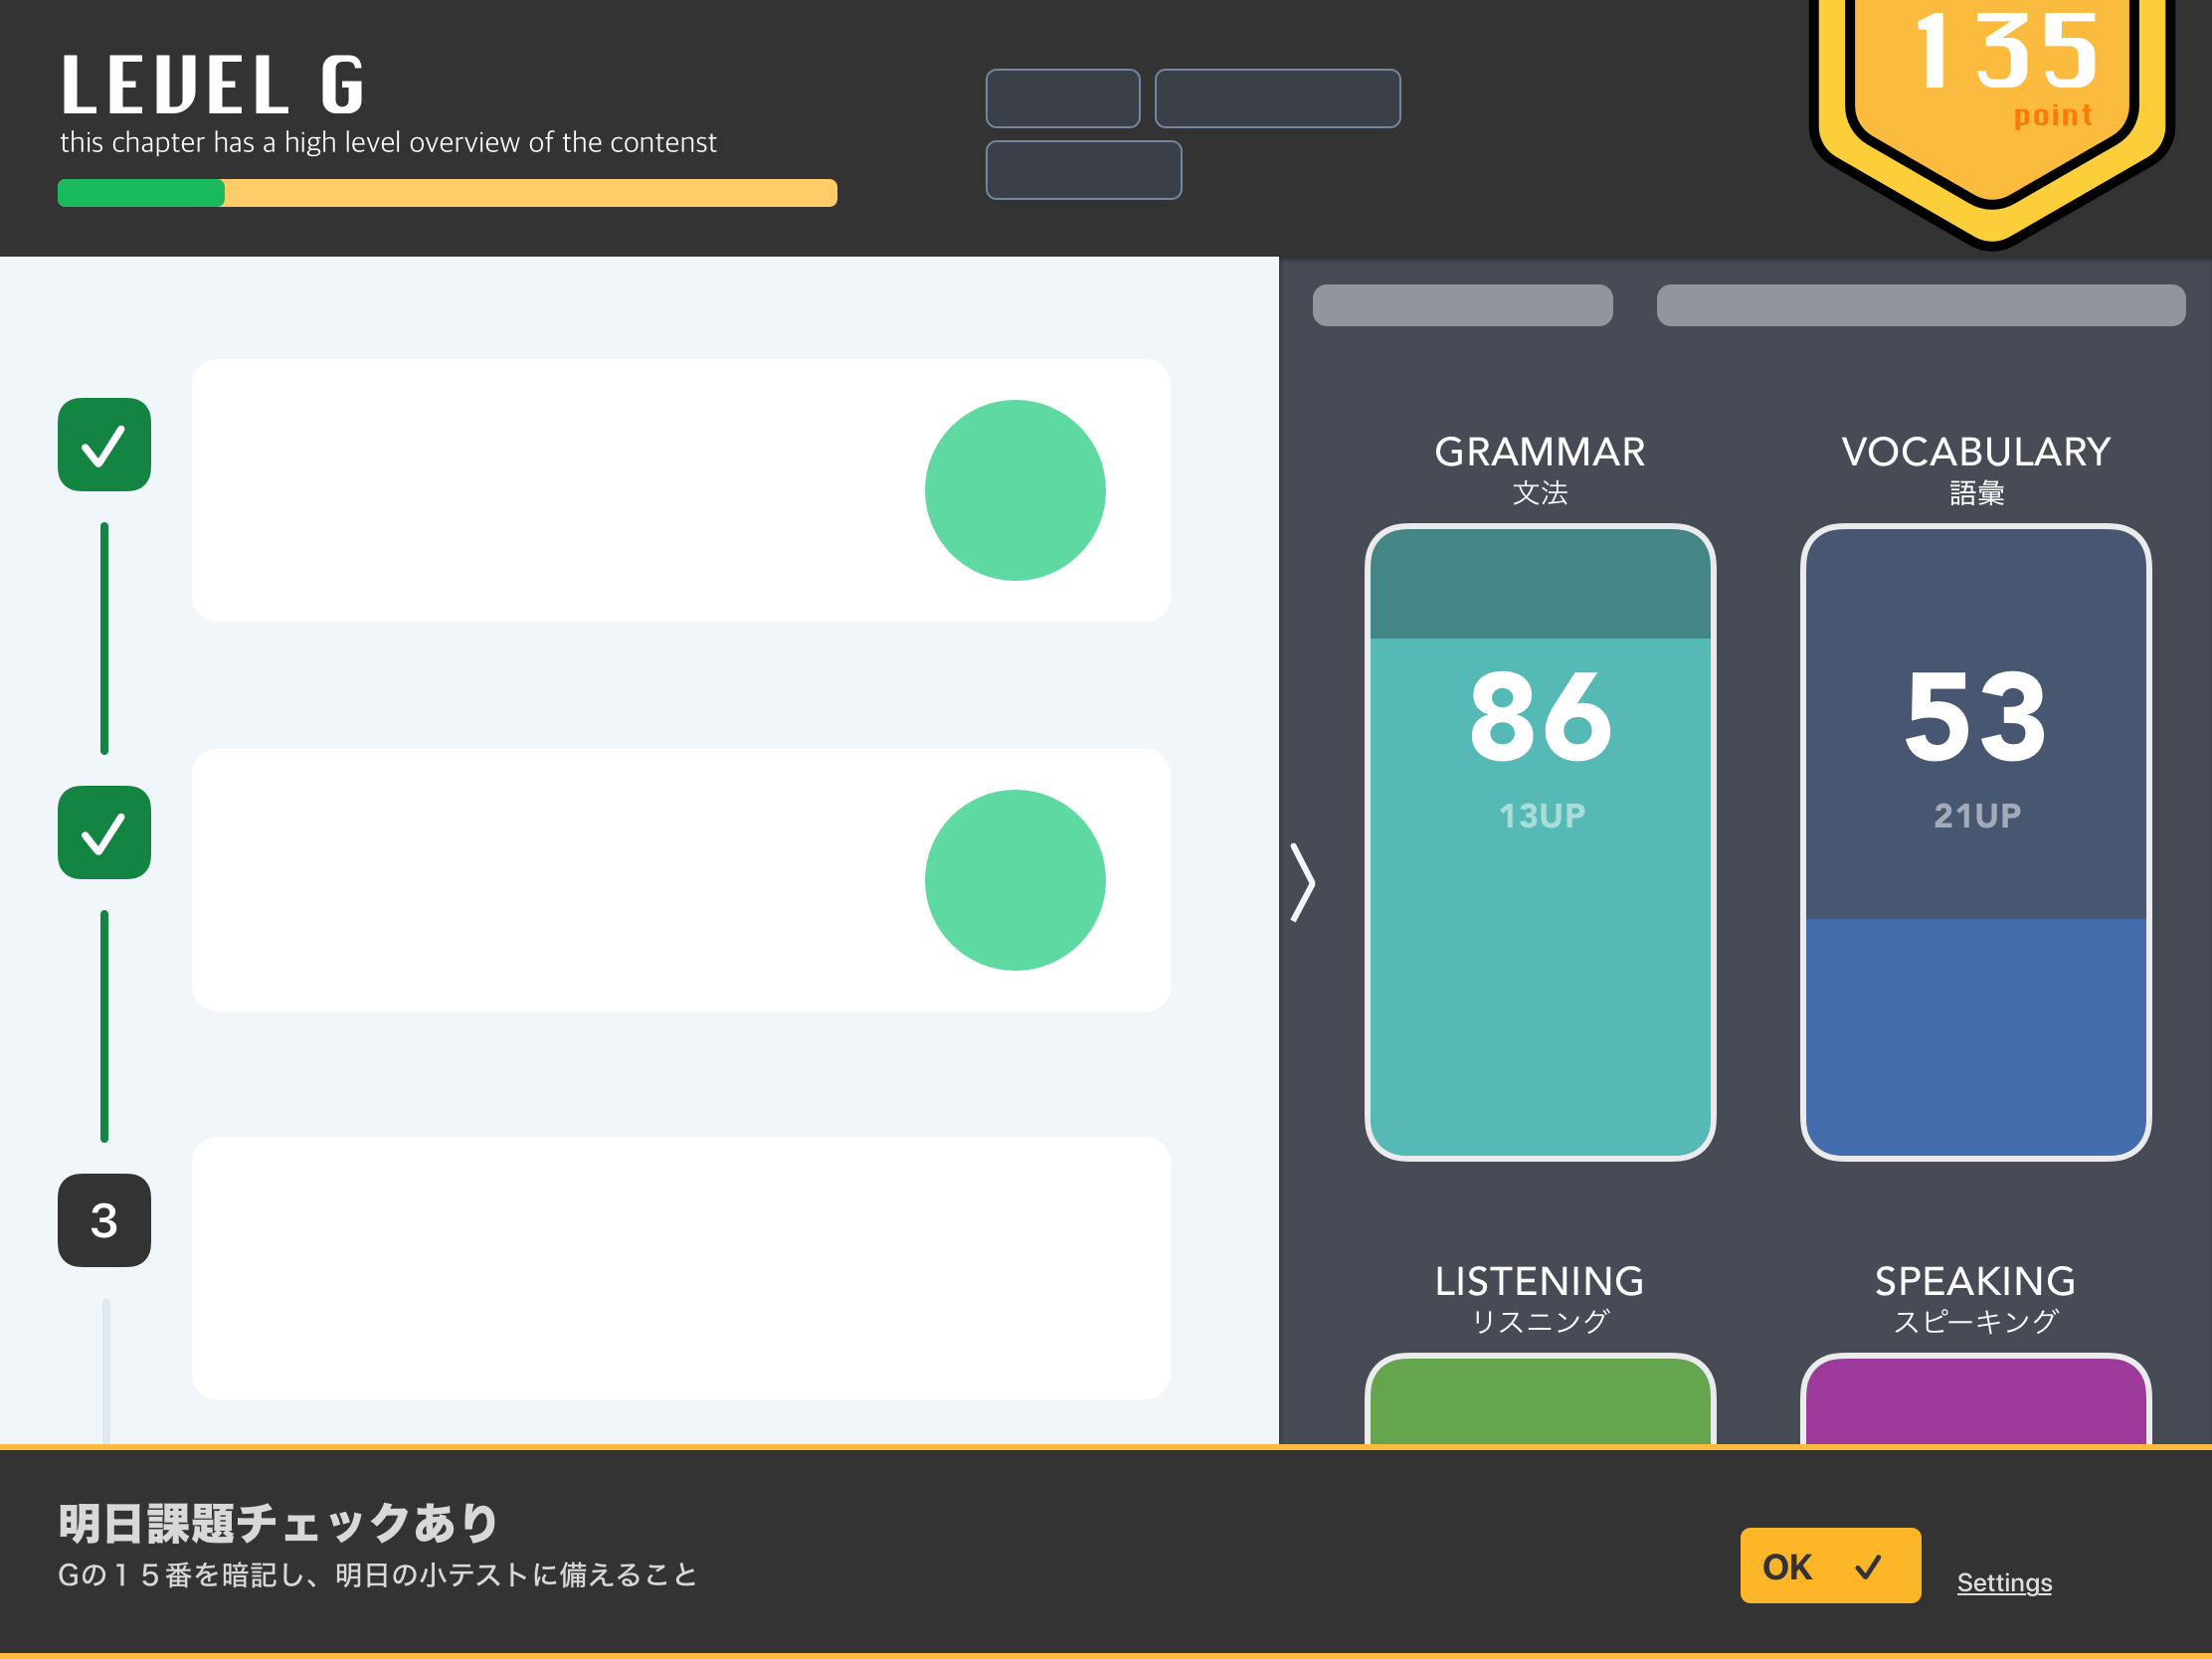 LEVEL G
this chapter has a high level overview of the contenst
135
point
GRAMMAR
文法
VOCABULARY
語彙
86
13UP
53
21UP
3
LISTENING
リスニング
SPEAKING
スピーキング
明日課題チェックあり
Gの１５番を暗記し、明日の小テストに備えること
OK
Settings